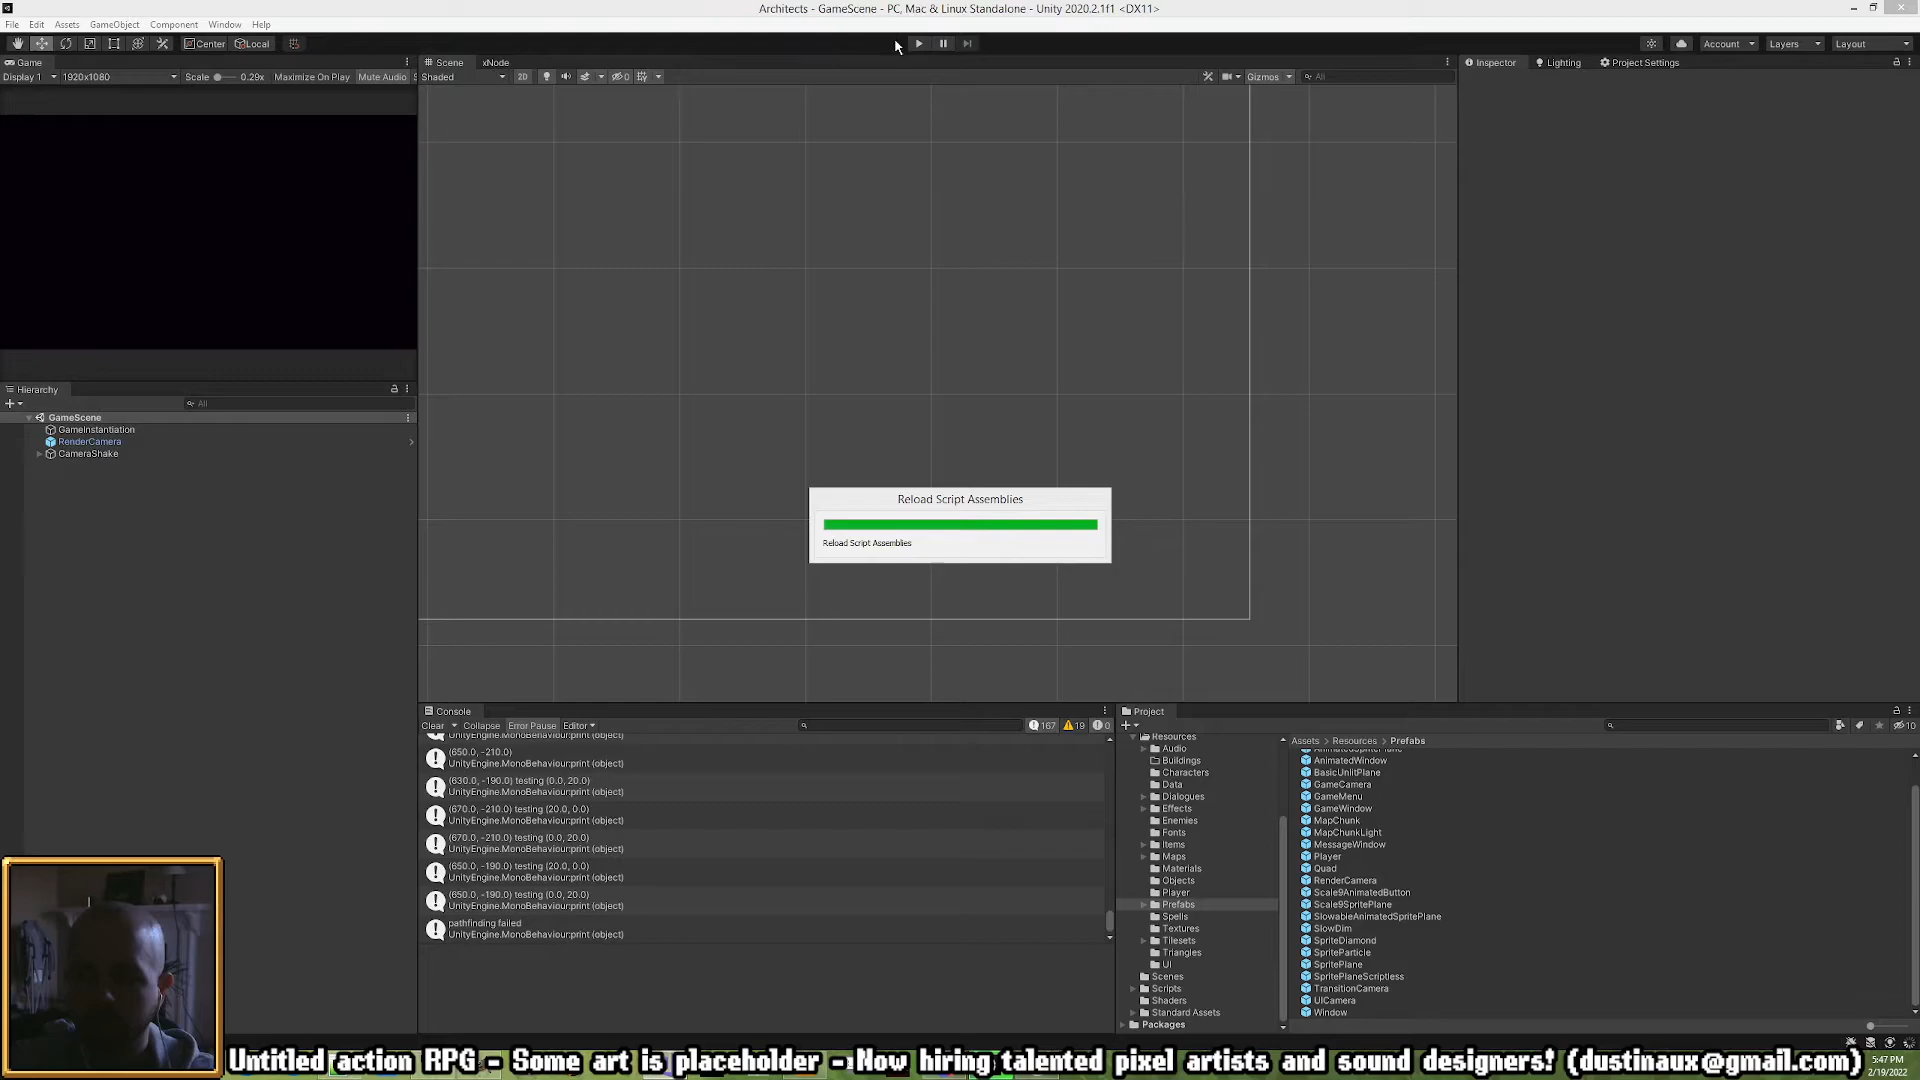 Architects - GameScene - PC, Mac & Linux Standalone - Unity 2020.2.1f1 <DX11>
File Edit Assets GameObject Component Window Help
Center Local
Account Layers Layout
Game
Display 1 1920x1080 Scale 0.29x Maximize On Play Mute Audio
Scene xNode
Shaded 2D 0 Gizmos All
Inspector Lighting Project Settings
Hierarchy
All
GameScene
GameInstantiation
RenderCamera
CameraShake
Reload Script Assemblies
Reload Script Assemblies
Console
Clear Collapse Error Pause Editor 167 19 0
UnityEngine.MonoBehaviour:print (object)
(650.0, -210.0)
UnityEngine.MonoBehaviour:print (object)
(630.0, -190.0) testing (0.0, 20.0)
UnityEngine.MonoBehaviour:print (object)
(670.0, -210.0) testing (20.0, 0.0)
UnityEngine.MonoBehaviour:print (object)
(670.0, -210.0) testing (0.0, 20.0)
UnityEngine.MonoBehaviour:print (object)
(650.0, -190.0) testing (20.0, 0.0)
UnityEngine.MonoBehaviour:print (object)
(650.0, -190.0) testing (0.0, 20.0)
UnityEngine.MonoBehaviour:print (object)
pathfinding failed
UnityEngine.MonoBehaviour:print (object)
Project
10
Resources
Audio
Buildings
Characters
Data
Dialogues
Effects
Enemies
Fonts
Items
Maps
Materials
Objects
Player
Prefabs
Spells
Textures
Tilesets
Triangles
UI
Scenes
Scripts
Shaders
Standard Assets
Packages
Assets Resources Prefabs
AnimatedSpritePlane
AnimatedWindow
BasicUnlitPlane
GameCamera
GameMenu
GameWindow
MapChunk
MapChunkLight
MessageWindow
Player
Quad
RenderCamera
Scale9AnimatedButton
Scale9SpritePlane
SlowableAnimatedSpritePlane
SlowDim
SpriteDiamond
SpriteParticle
SpritePlane
SpritePlaneScriptless
TransitionCamera
UICamera
Window
Untitled action RPG - Some art is placeholder - Now hiring talented pixel artists and sound designers! (dustinaux@gmail.com)
5:47 PM
2/19/2022